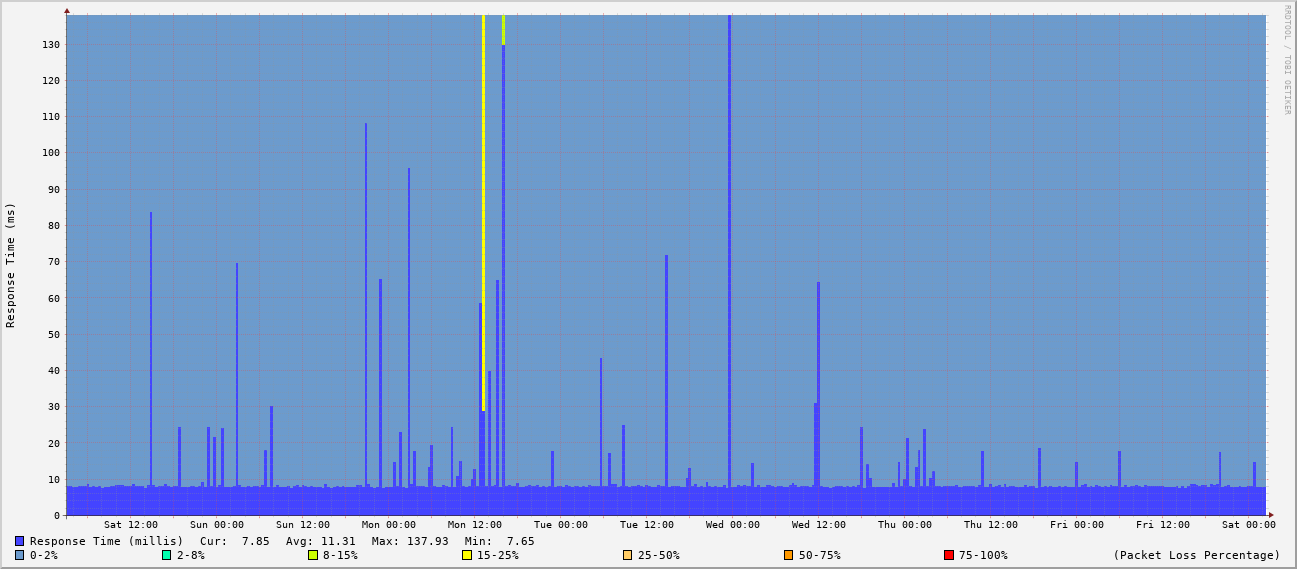 RRDTOOL / TOBI OETIKER
Response Time (ms)
130
120
110
100
90
80
70
60
50
40
30
20
10
0
Sat 12:00 Sun 00:00 Sun 12:00 Mon 00:00 Mon 12:00 Tue 00:00 Tue 12:00 Wed 00:00 Wed 12:00 Thu 00:00 Thu 12:00 Fri 00:00 Fri 12:00 Sat 00:00
Response Time (millis) Cur: 7.85 Avg: 11.31 Max: 137.93 Min: 7.65
0-2% 2-8% 8-15% 15-25% 25-50% 50-75% 75-100% (Packet Loss Percentage)